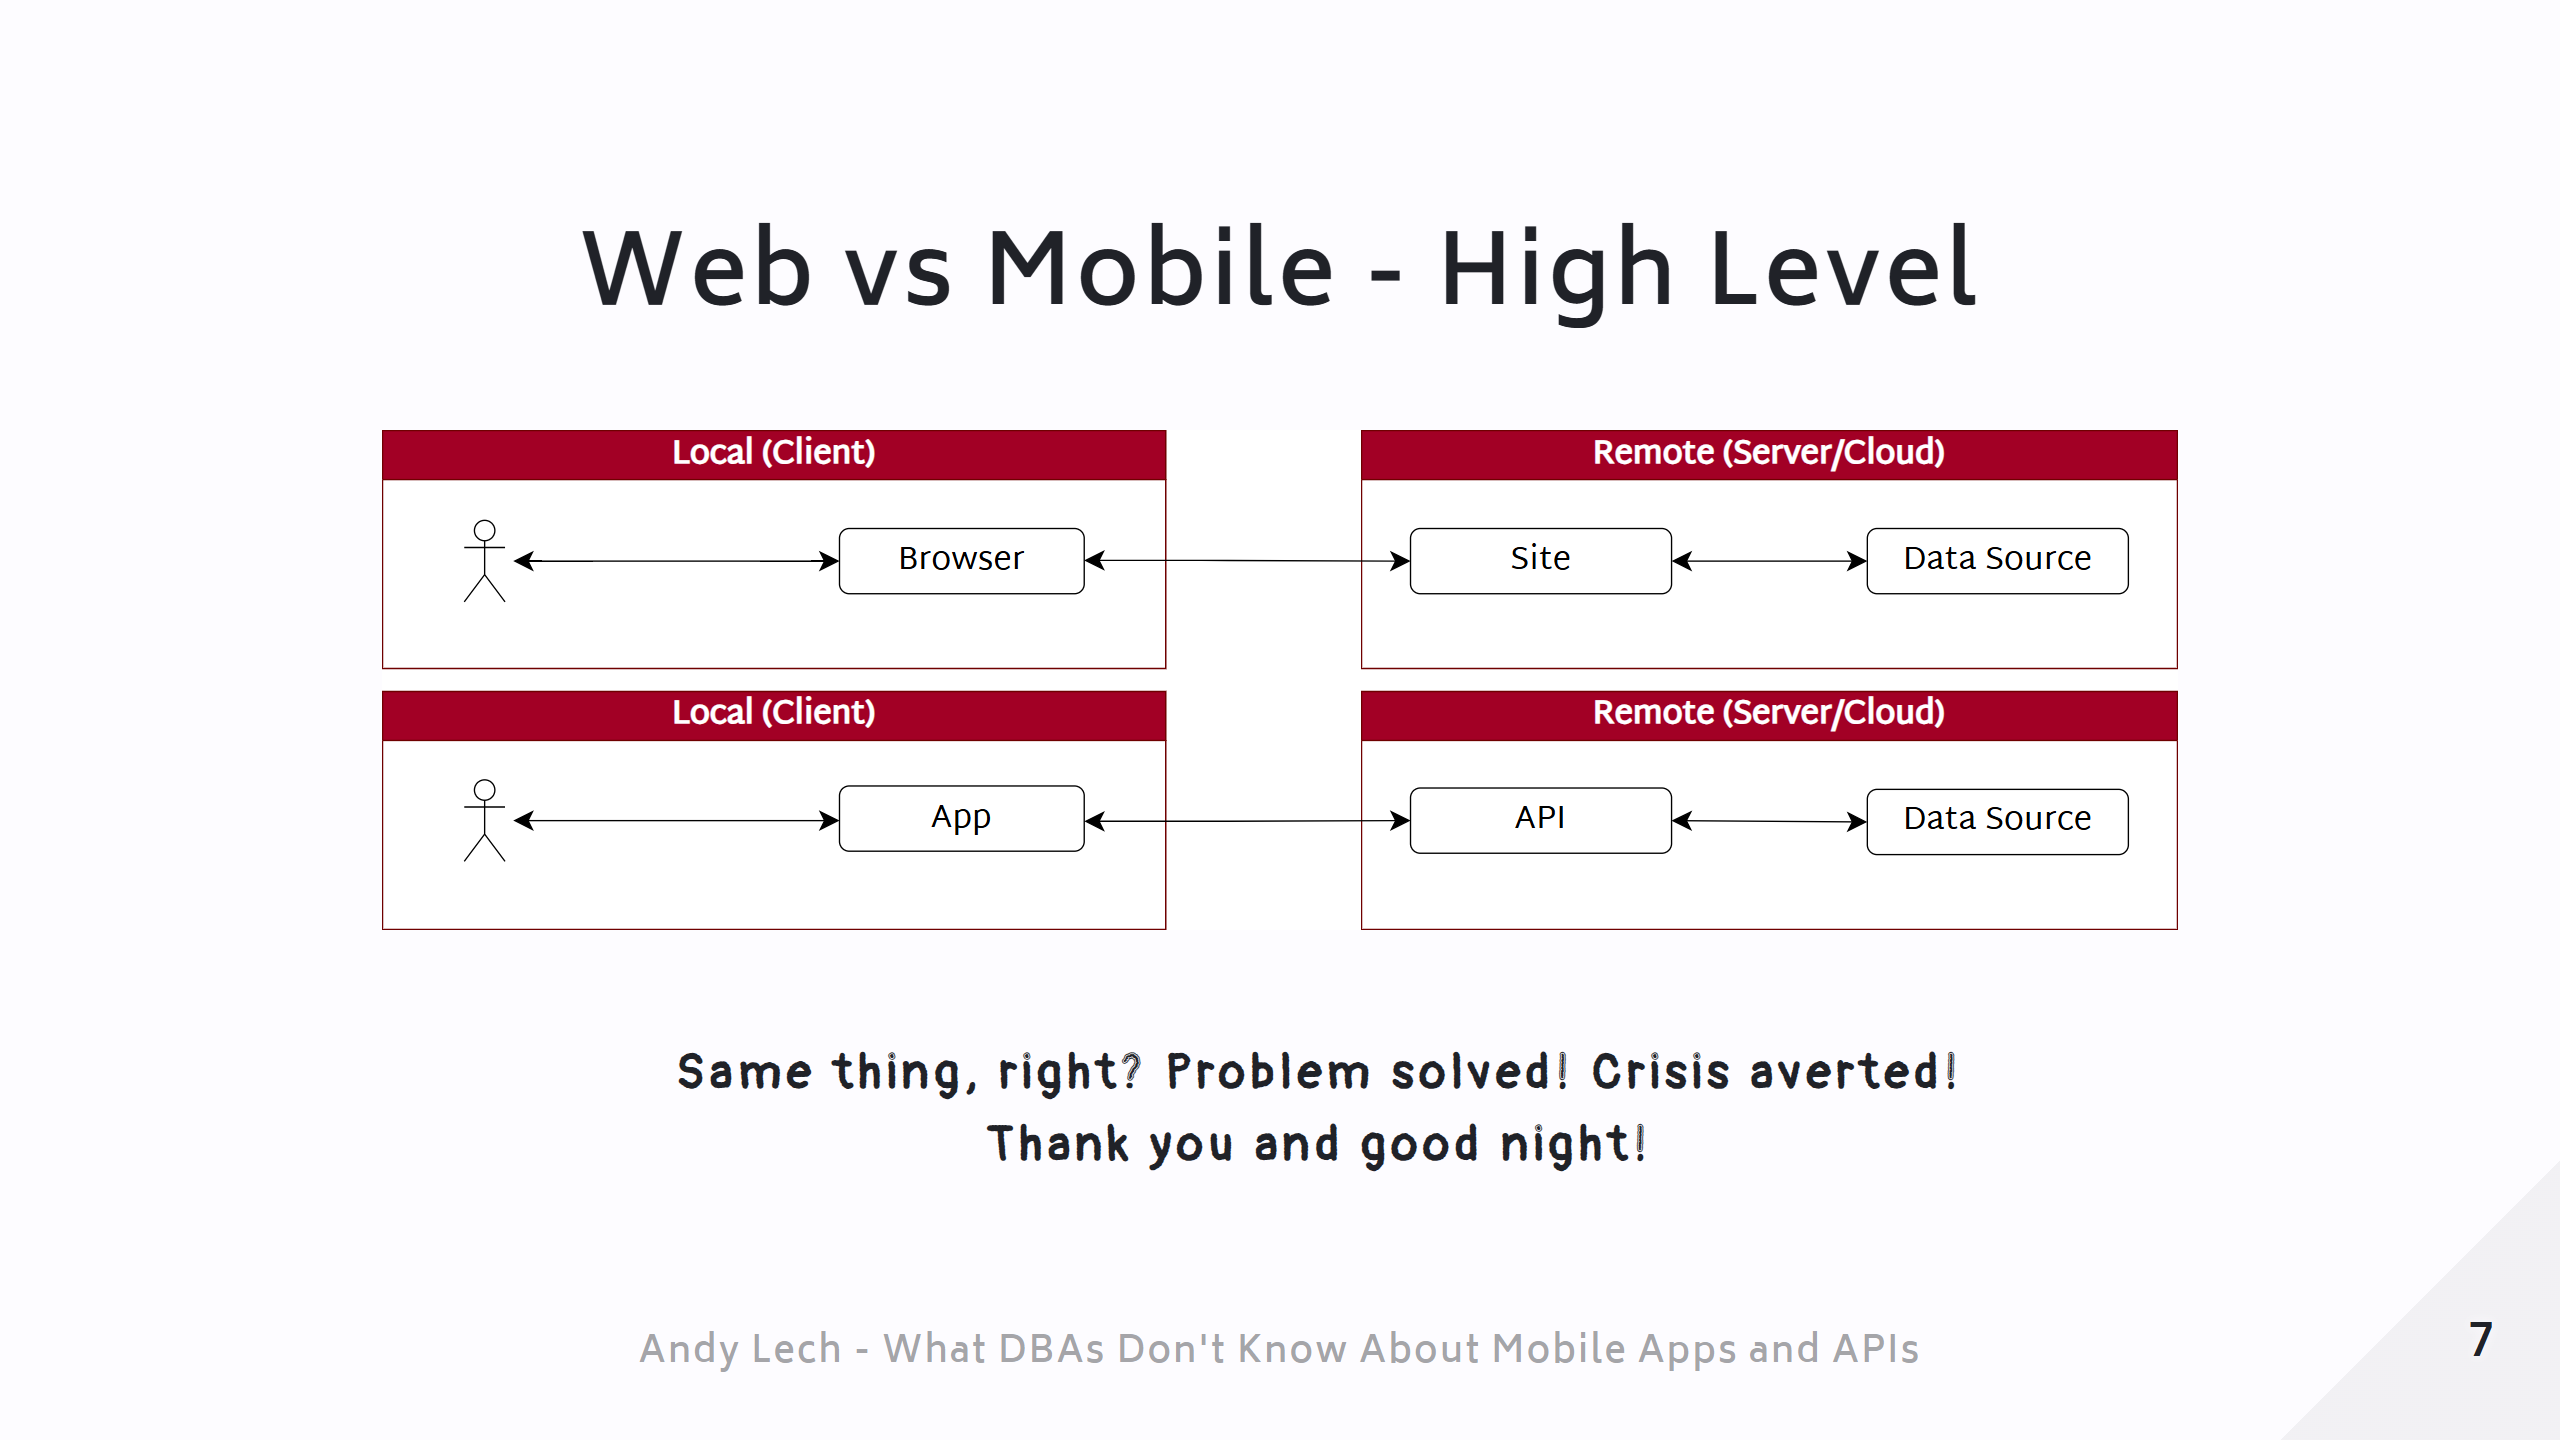 Web vs Mobile - High Level
Local (Client)
Remote (Server/Cloud)
Browser
Site
Data Source
Local (Client)
Remote (Server/Cloud)
App
API
Data Source
Same thing, right? Problem solved! Crisis averted!
Thank you and good night!
Andy Lech - What DBAs Don't Know About Mobile Apps and APIs
7